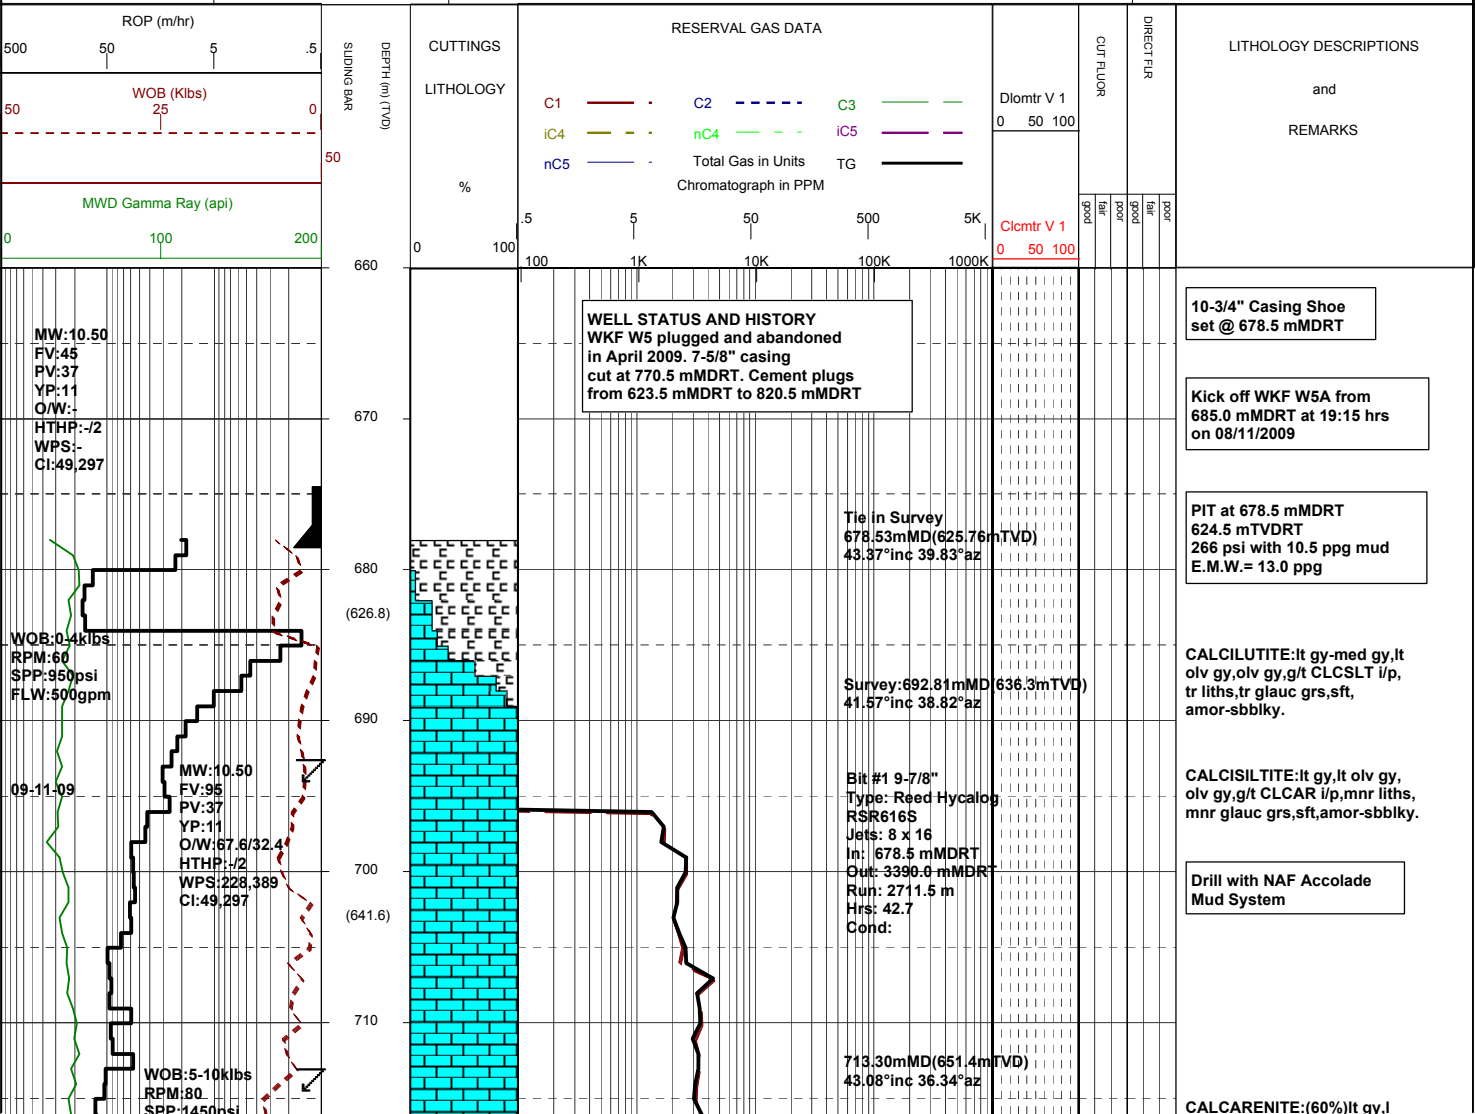 ROP (m/hr)
500 50 5 .5
WOB (Klbs)
50 25 0
50
MWD Gamma Ray (api)
0 100 200
SLIDING BAR
DEPTH (m) (TVD)
CUTTINGS
LITHOLOGY
%
0 100
RESERVAL GAS DATA
C1 C2 C3
iC4 nC4 iC5
nC5 Total Gas in Units TG
Chromatograph in PPM
.5 5 50 500 5K
100 1K 10K 100K 1000K
Dlomtr V 1
0 50 100
Clcmtr V 1
0 50 100
CUT FLUOR
DIRECT FLR
good fair poor good fair poor
LITHOLOGY DESCRIPTIONS
and
REMARKS
660
670
680
(626.8)
690
700
(641.6)
710
MW:10.50
FV:45
PV:37
YP:11
O/W:-
HTHP:-/2
WPS:-
Cl:49,297
WOB:0-4klbs
RPM:60
SPP:950psi
FLW:500gpm
09-11-09
MW:10.50
FV:95
PV:37
YP:11
O/W:67.6/32.4
HTHP:-/2
WPS:228,389
Cl:49,297
WOB:5-10klbs
RPM:80
SPP:1450psi
WELL STATUS AND HISTORY
WKF W5 plugged and abandoned
in April 2009. 7-5/8" casing
cut at 770.5 mMDRT. Cement plugs
from 623.5 mMDRT to 820.5 mMDRT
Tie in Survey
678.53mMD(625.76mTVD)
43.37°inc 39.83°az
Survey:692.81mMD(636.3mTVD)
41.57°inc 38.82°az
Bit #1 9-7/8"
Type: Reed Hycalog
RSR616S
Jets: 8 x 16
In: 678.5 mMDRT
Out: 3390.0 mMDRT
Run: 2711.5 m
Hrs: 42.7
Cond:
713.30mMD(651.4mTVD)
43.08°inc 36.34°az
10-3/4" Casing Shoe
set @ 678.5 mMDRT
Kick off WKF W5A from
685.0 mMDRT at 19:15 hrs
on 08/11/2009
PIT at 678.5 mMDRT
624.5 mTVDRT
266 psi with 10.5 ppg mud
E.M.W.= 13.0 ppg
CALCILUTITE:lt gy-med gy,lt
olv gy,olv gy,g/t CLCSLT i/p,
tr liths,tr glauc grs,sft,
amor-sbblky.
CALCISILTITE:lt gy,lt olv gy,
olv gy,g/t CLCAR i/p,mnr liths,
mnr glauc grs,sft,amor-sbblky.
Drill with NAF Accolade
Mud System
CALCARENITE:(60%)lt gy,l